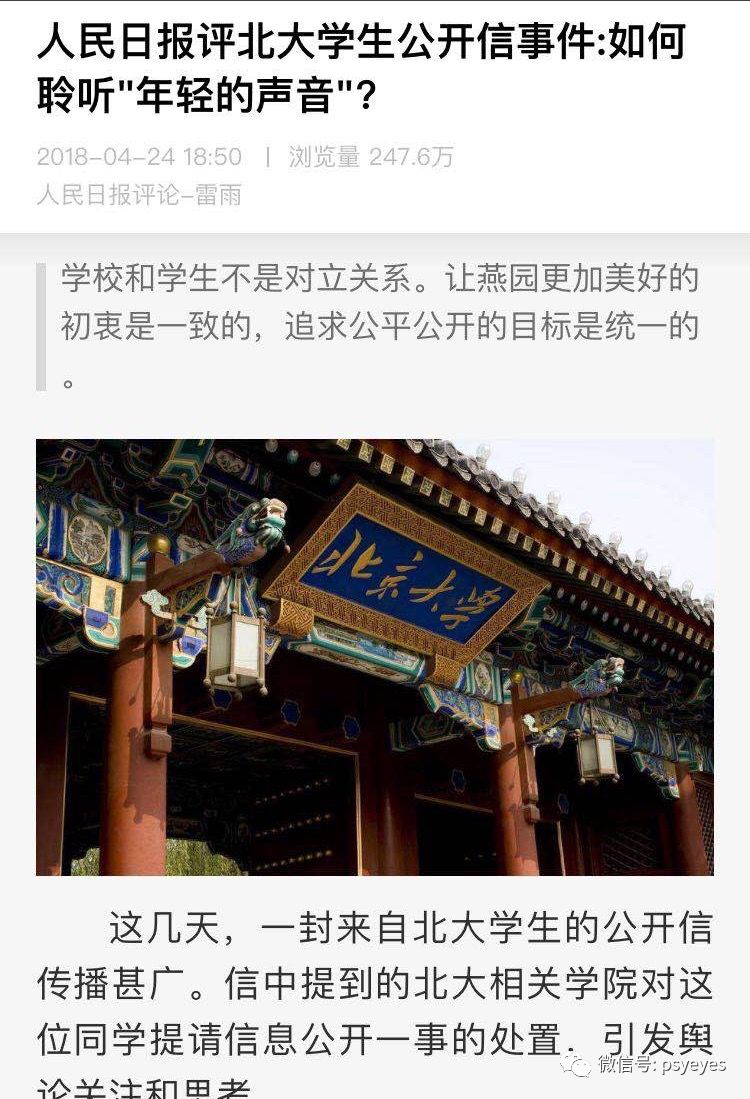 人民日报评北大学生公开信事件:如何
聆听"年轻的声音"?
2018-04-24 18:50 | 浏览量 247.6万
人民日报评论-雷雨
学校和学生不是对立关系。让燕园更加美好的
初衷是一致的，追求公平公开的目标是统一的
。
北京大学
这几天，一封来自北大学生的公开信
传播甚广。信中提到的北大相关学院对这
位同学提请信息公开一事的处置，引发舆
论关注和思考
微信号: psyeyes